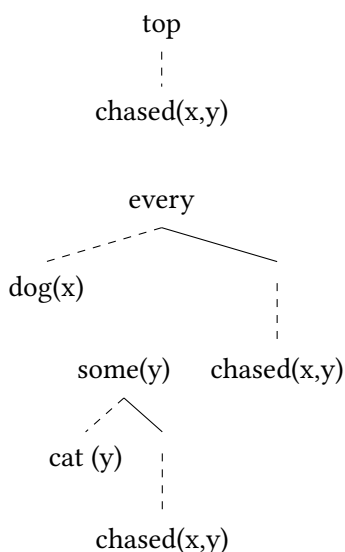 top
chased(x,y)
every
dog(x)
some(y) chased(x,y)
cat (y)
chased(x,y)